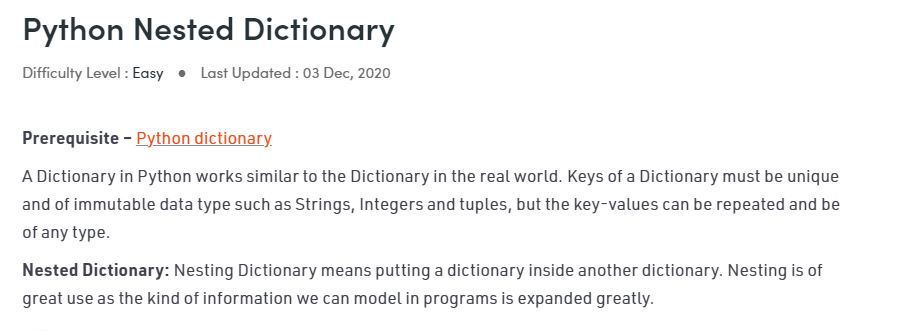 Python Nested Dictionary
Difficulty Level : Easy ● Last Updated : 03 Dec, 2020
Prerequisite – Python dictionary
A Dictionary in Python works similar to the Dictionary in the real world. Keys of a Dictionary must be unique
and of immutable data type such as Strings, Integers and tuples, but the key-values can be repeated and be
of any type.
Nested Dictionary: Nesting Dictionary means putting a dictionary inside another dictionary. Nesting is of
great use as the kind of information we can model in programs is expanded greatly.